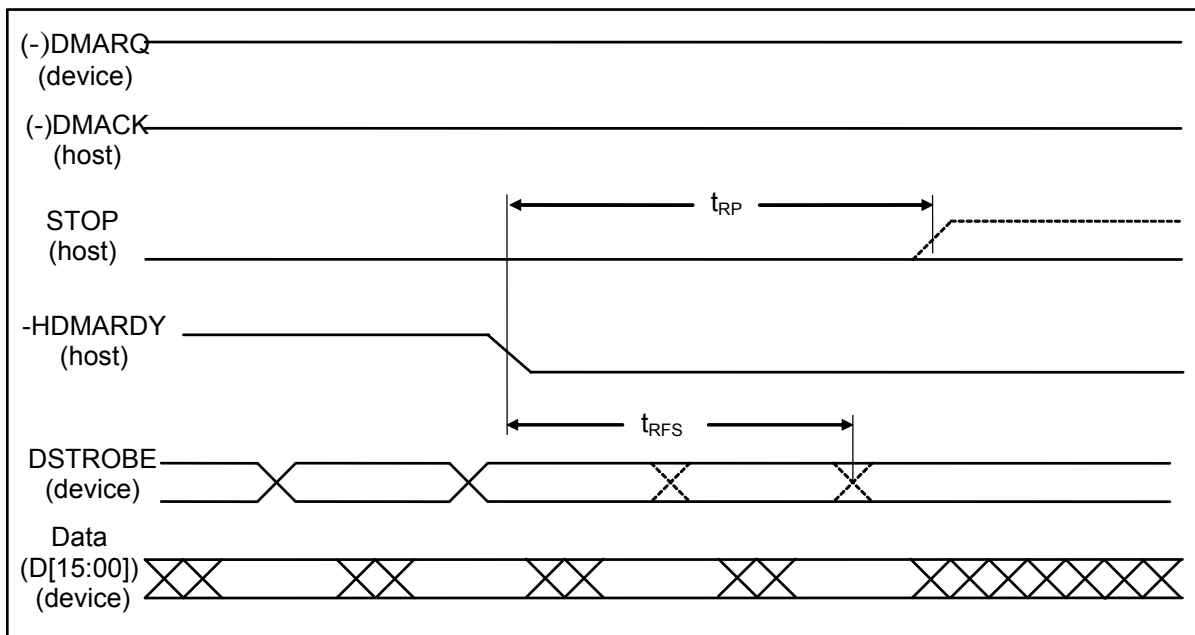 (-)DMARQ
(device)
(-)DMACK
(host)
STOP
(host)
tRP
-HDMARDY
(host)
tRFS
DSTROBE
(device)
Data
(D[15:00])
(device)